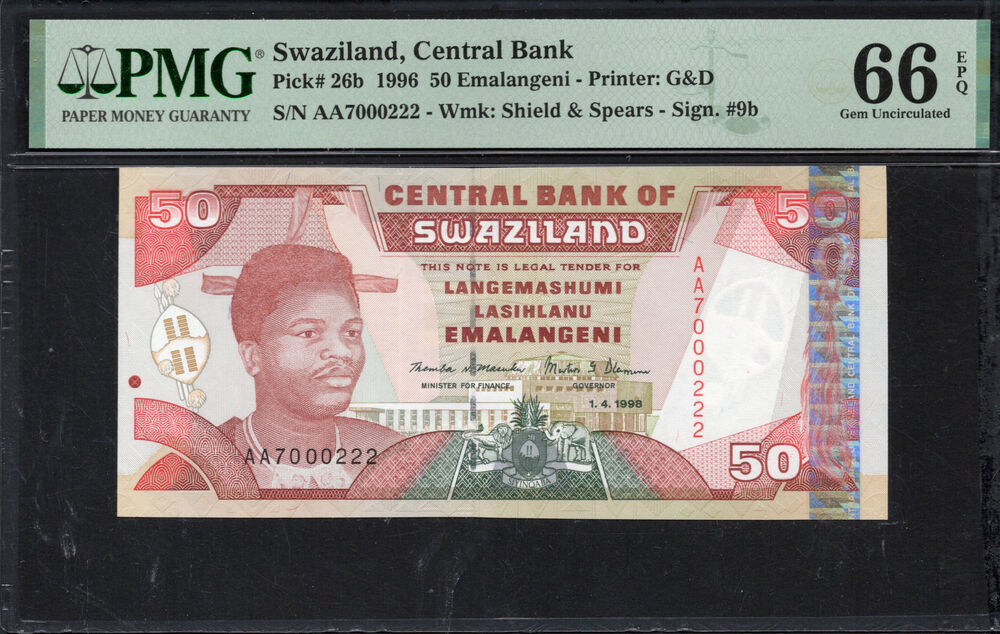 PMG®
PAPER MONEY GUARANTY
Swaziland, Central Bank
Pick# 26b 1996 50 Emalangeni - Printer: G&D
S/N AA7000222 - Wmk: Shield & Spears - Sign. #9b
66 EPQ
Gem Uncirculated
50
CENTRAL BANK OF
SWAZILAND
50
THIS NOTE IS LEGAL TENDER FOR
LANGEMASHUMI
LASIHLANU
EMALANGENI
MINISTER FOR FINANCE
GOVERNOR
1.4.1998
AA7000222
AA7000222
50
SIYINQABA